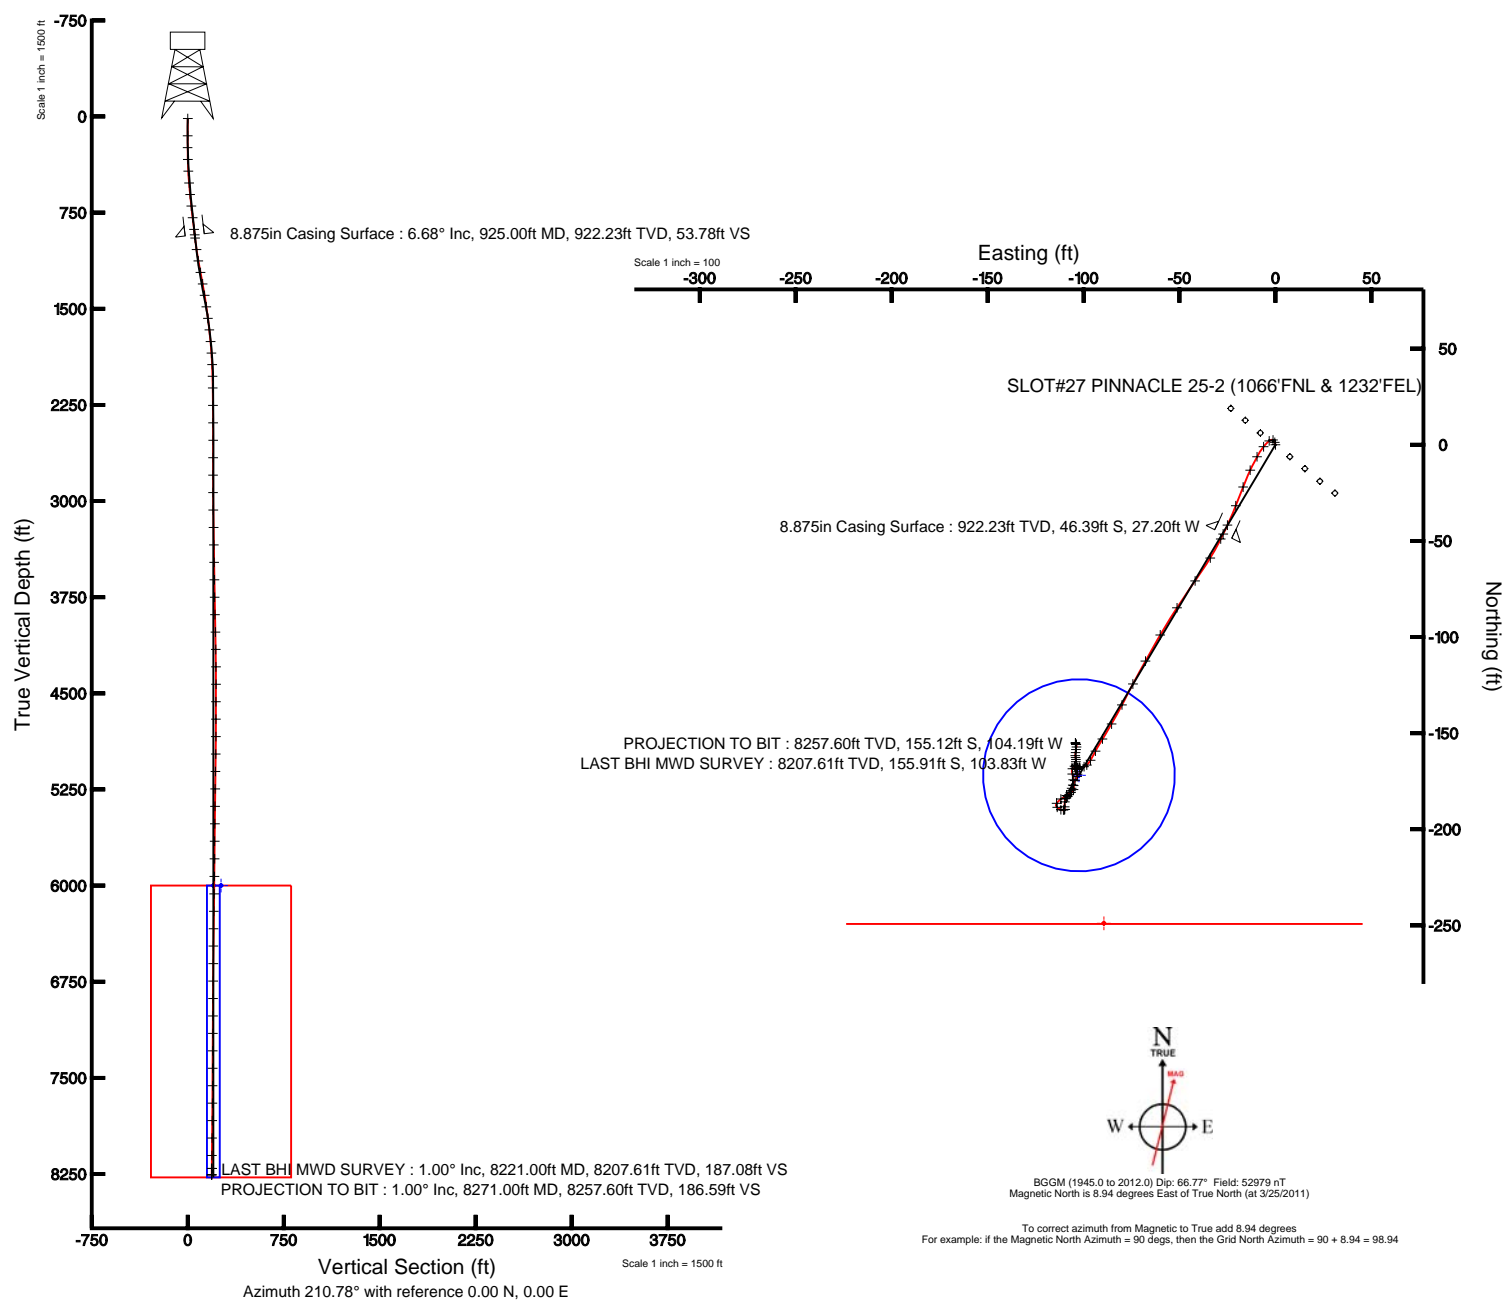 Scale 1 inch = 1500 ft
True Vertical Depth (ft)
-750
0
750
1500
2250
3000
3750
4500
5250
6000
6750
7500
8250
8.875in Casing Surface : 6.68° Inc, 925.00ft MD, 922.23ft TVD, 53.78ft VS
LAST BHI MWD SURVEY : 1.00° Inc, 8221.00ft MD, 8207.61ft TVD, 187.08ft VS
PROJECTION TO BIT : 1.00° Inc, 8271.00ft MD, 8257.60ft TVD, 186.59ft VS
-750 0 750 1500 2250 3000 3750
Vertical Section (ft)
Scale 1 inch = 1500 ft
Azimuth 210.78° with reference 0.00 N, 0.00 E
Easting (ft)
Scale 1 inch = 100
-300 -250 -200 -150 -100 -50 0 50
SLOT#27 PINNACLE 25-2 (1066'FNL & 1232'FEL)
8.875in Casing Surface : 922.23ft TVD, 46.39ft S, 27.20ft W
PROJECTION TO BIT : 8257.60ft TVD, 155.12ft S, 104.19ft W
LAST BHI MWD SURVEY : 8207.61ft TVD, 155.91ft S, 103.83ft W
50
0
-50
-100
-150
-200
-250
Northing (ft)
N
TRUE
MAG
W E
BGGM (1945.0 to 2012.0) Dip: 66.77° Field: 52979 nT
Magnetic North is 8.94 degrees East of True North (at 3/25/2011)
To correct azimuth from Magnetic to True add 8.94 degrees
For example: if the Magnetic North Azimuth = 90 degs, then the Grid North Azimuth = 90 + 8.94 = 98.94